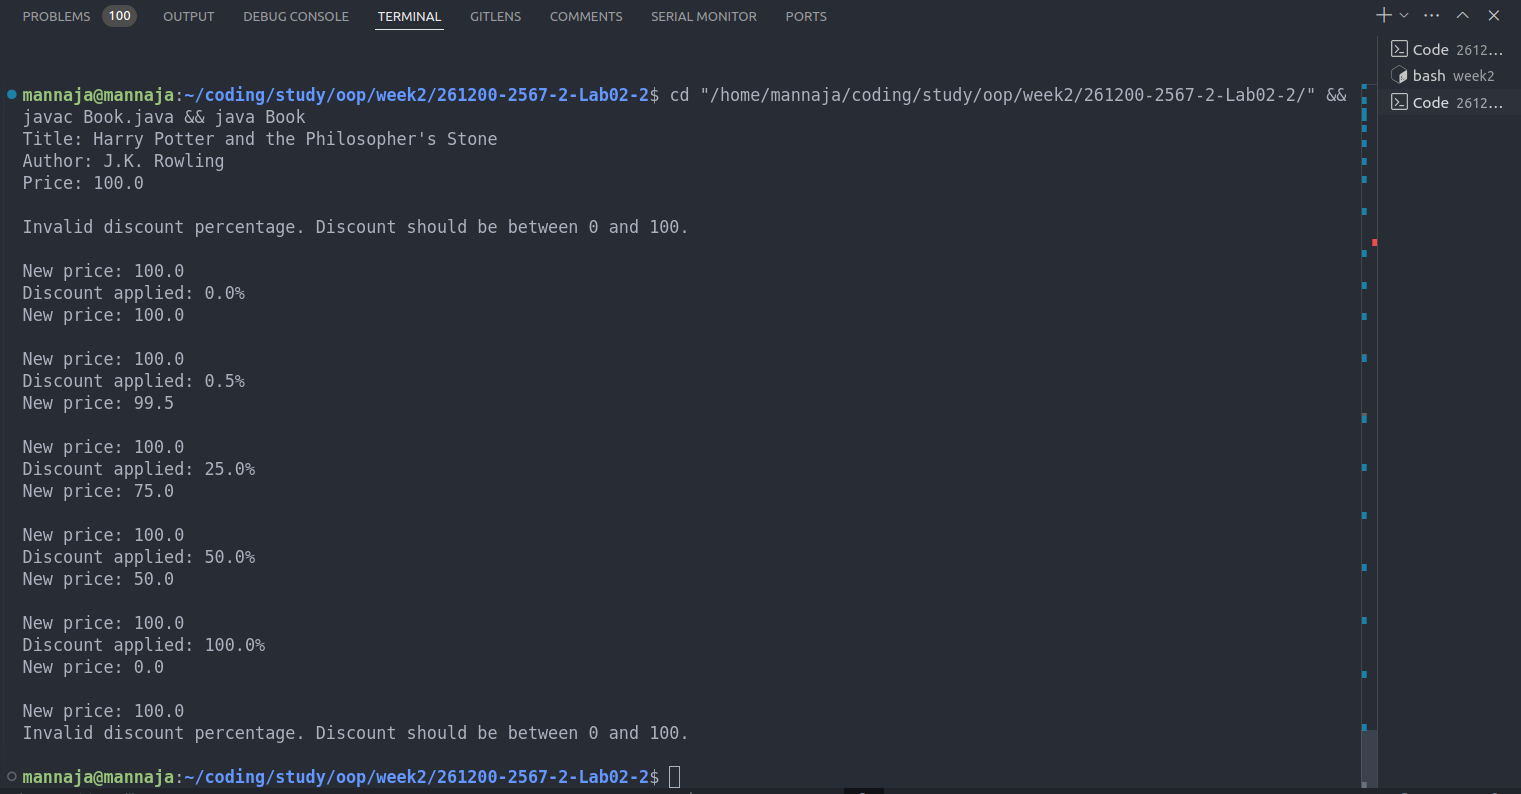 PROBLEMS 100 OUTPUT DEBUG CONSOLE TERMINAL GITLENS COMMENTS SERIAL MONITOR PORTS
Code 2612...
bash week2
Code 2612...
mannaja@mannaja:~/coding/study/oop/week2/261200-2567-2-Lab02-2$ cd "/home/mannaja/coding/study/oop/week2/261200-2567-2-Lab02-2/" &&
javac Book.java && java Book
Title: Harry Potter and the Philosopher's Stone
Author: J.K. Rowling
Price: 100.0
Invalid discount percentage. Discount should be between 0 and 100.
New price: 100.0
Discount applied: 0.0%
New price: 100.0
New price: 100.0
Discount applied: 0.5%
New price: 99.5
New price: 100.0
Discount applied: 25.0%
New price: 75.0
New price: 100.0
Discount applied: 50.0%
New price: 50.0
New price: 100.0
Discount applied: 100.0%
New price: 0.0
New price: 100.0
Invalid discount percentage. Discount should be between 0 and 100.
mannaja@mannaja:~/coding/study/oop/week2/261200-2567-2-Lab02-2$